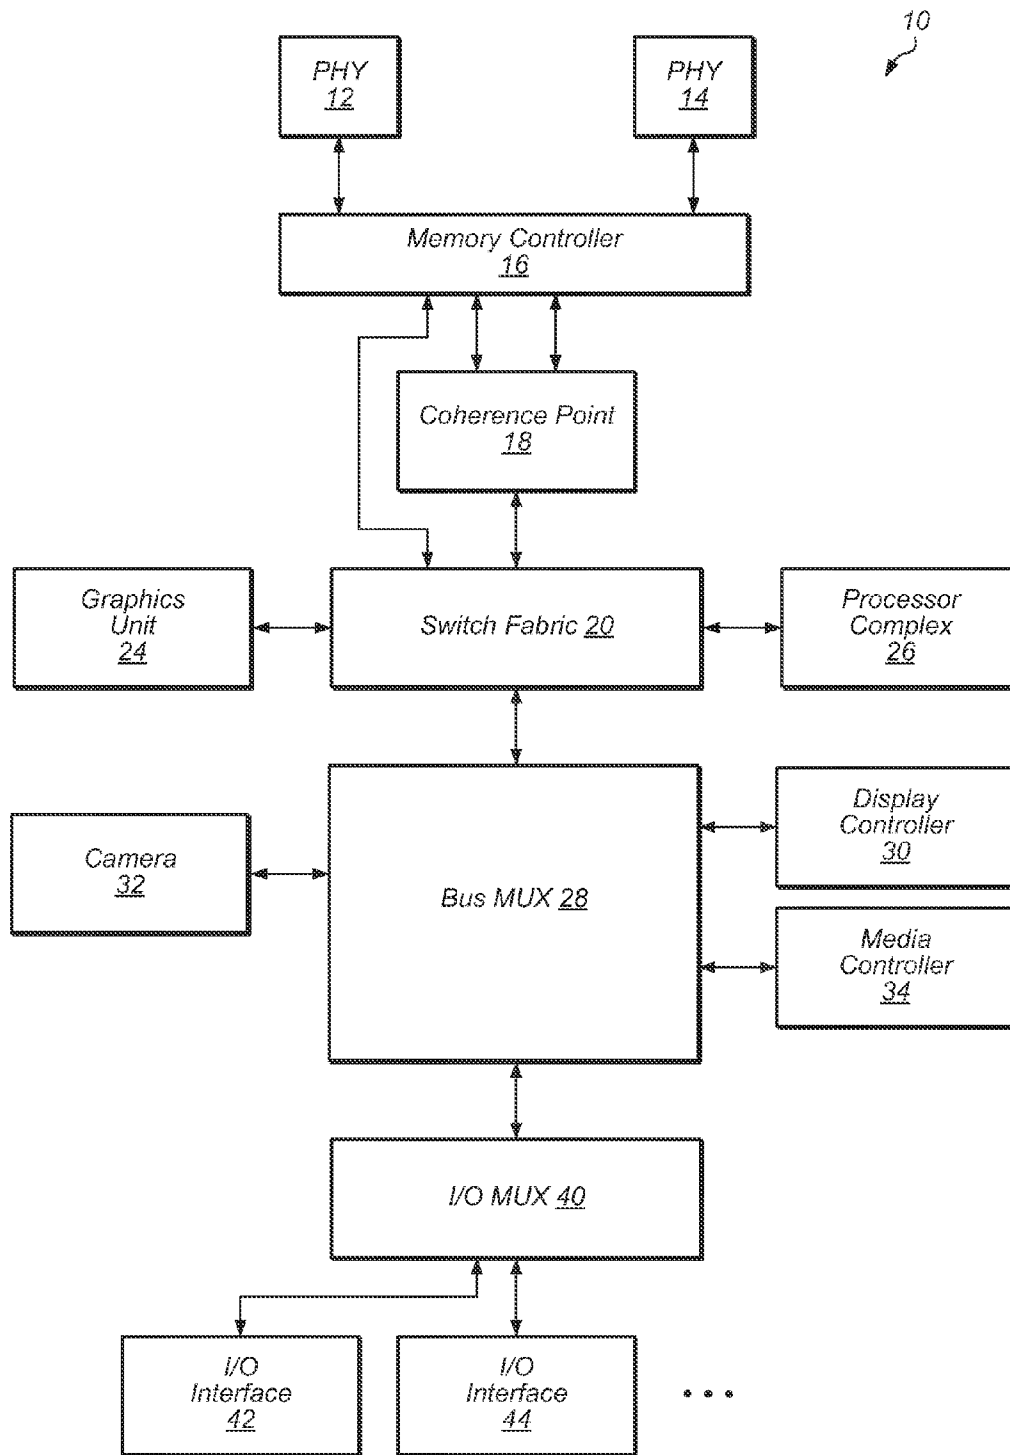 10
PHY
12
PHY
14
Memory Controller
16
Coherence Point
18
Graphics
Unit
24
Switch Fabric 20
Processor
Complex
26
Camera
32
Bus MUX 28
Display
Controller
30
Media
Controller
34
I/O MUX 40
I/O
Interface
42
I/O
Interface
44
• • •